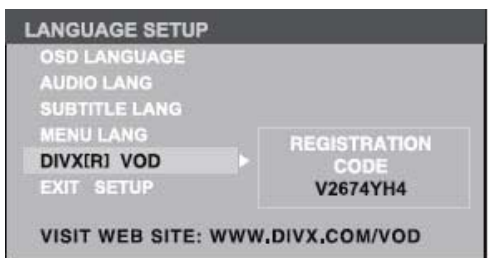 LANGUAGE SETUP
OSD LANGUAGE
AUDIO LANG
SUBTITLE LANG
MENU LANG
DIVX[R] VOD
EXIT SETUP
REGISTRATION
CODE
V2674YH4
VISIT WEB SITE: WWW.DIVX.COM/VOD